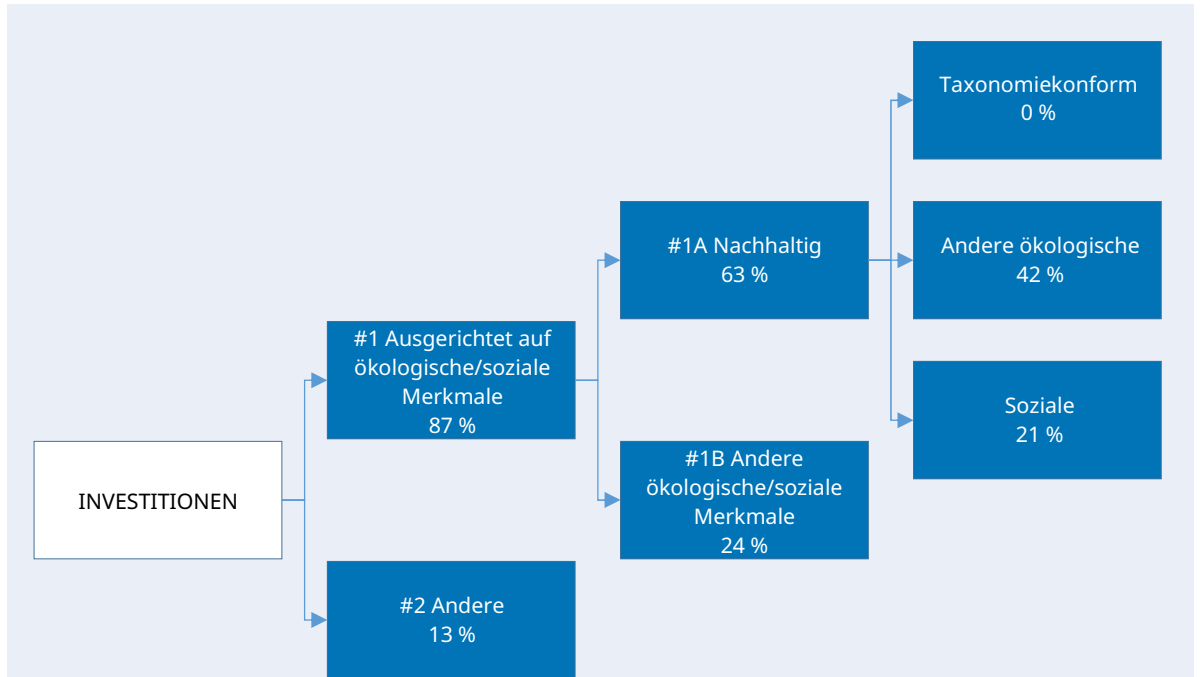 Taxonomiekonform
0 %
#1A Nachhaltig
63 %
Andere ökologische
42 %
#1 Ausgerichtet auf
ökologische/soziale
Merkmale
87 %
Soziale
21 %
INVESTITIONEN
#1B Andere
ökologische/soziale
Merkmale
24 %
#2 Andere
13 %